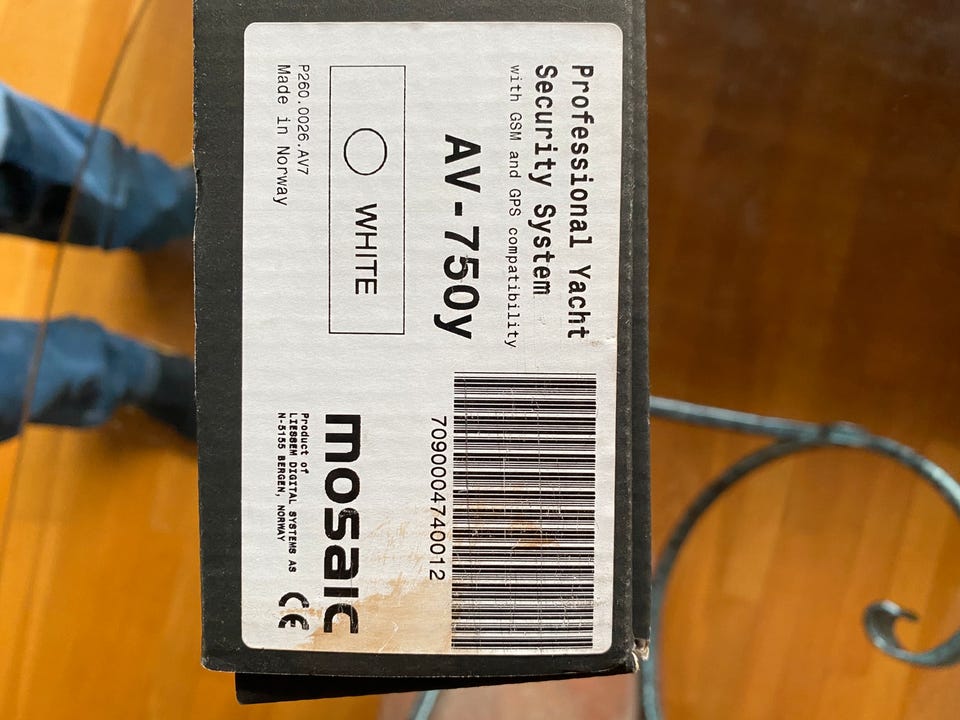 Professional Yacht
Security System
with GSM and GPS compatibility
AV-750y
WHITE
P260.0026.AV7
Made in Norway
7090004740012
mosaic
Product of
LIESSEM DIGITAL SYSTEMS AS
N-5155 BERGEN, NORWAY
CE